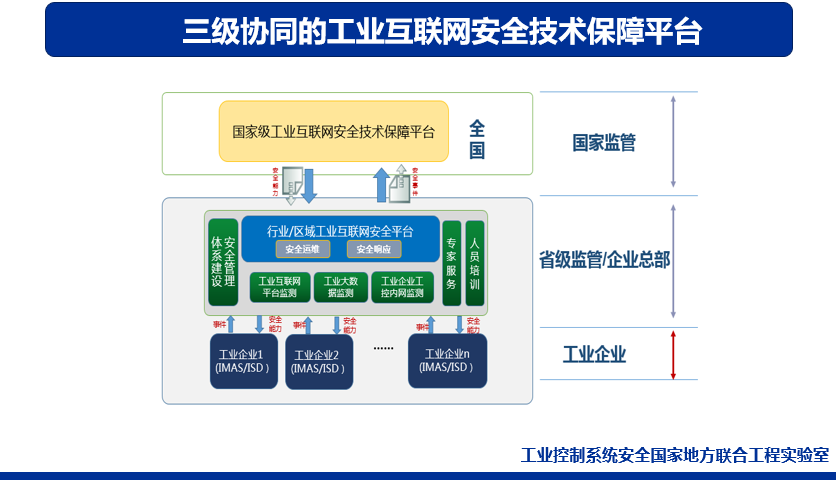 三级协同的工业互联网安全技术保障平台
国家级工业互联网安全技术保障平台
全国
国家监管
安全能力
安全事件
行业/区域工业互联网安全平台
安全运维
安全响应
安全管理体系建设
专家服务
人员培训
工业互联网
平台监测
工业大数
据监测
工业企业工
控内网监测
省级监管/企业总部
事件
安全
能力
事件
安全
能力
事件
安全
能力
工业企业1
(IMAS/ISD )
工业企业2
(IMAS/ISD )
......
工业企业n
(IMAS/ISD )
工业企业
工业控制系统安全国家地方联合工程实验室